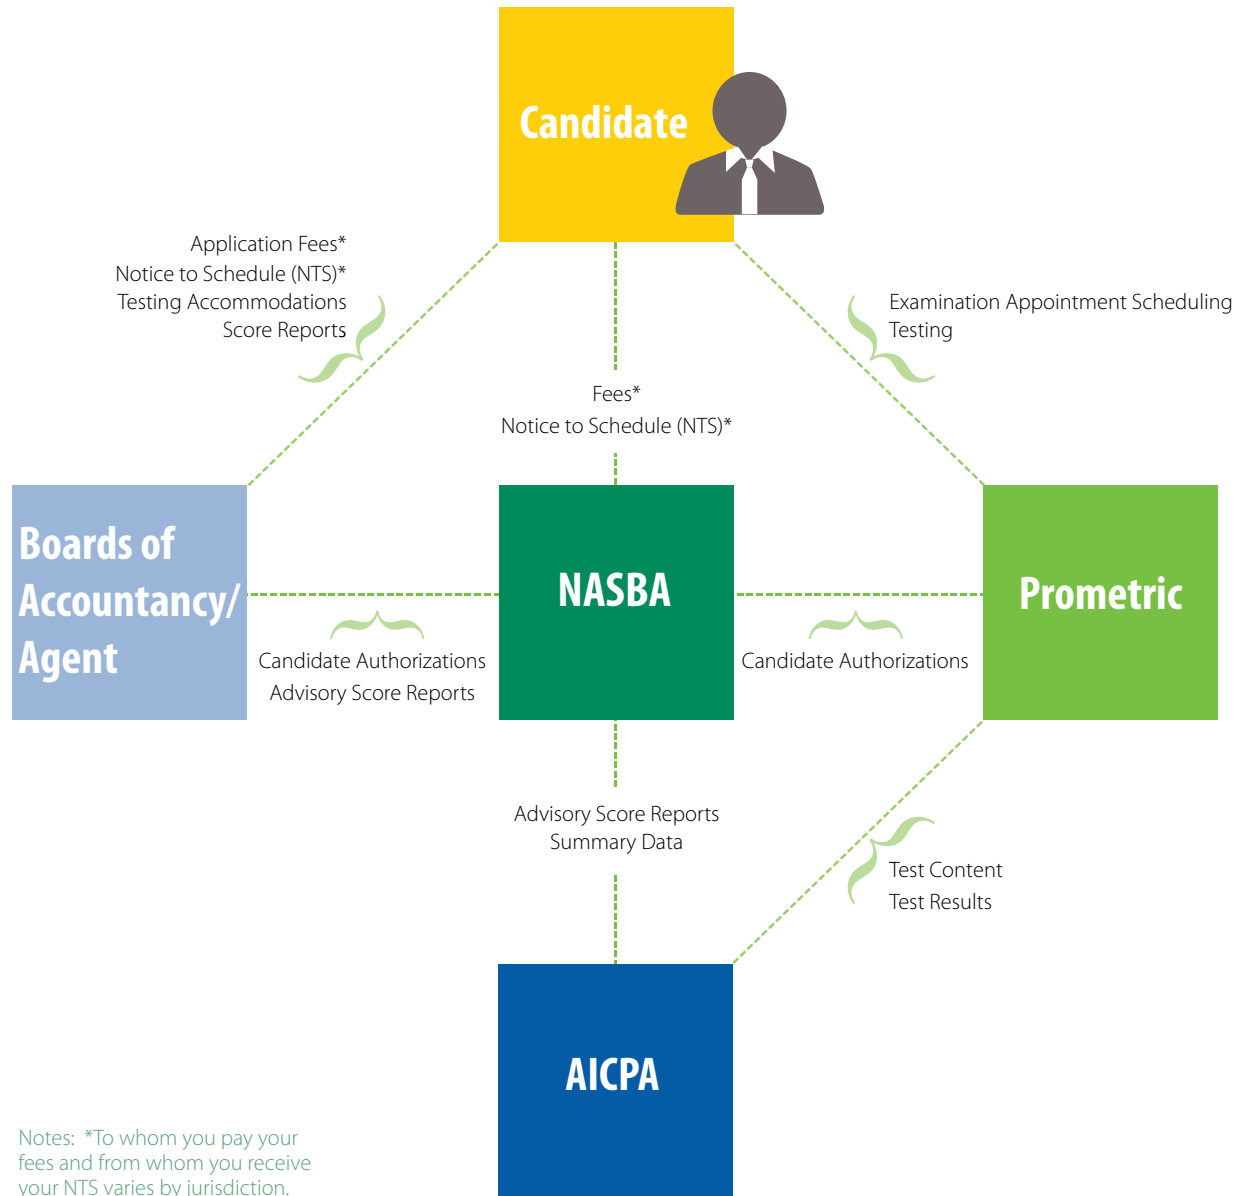 Candidate
Application Fees*
Notice to Schedule (NTS)*
Testing Accommodations
Score Reports
Examination Appointment Scheduling
Testing
Fees*
Notice to Schedule (NTS)*
Boards of
Accountancy/
Agent
NASBA
Prometric
Candidate Authorizations
Advisory Score Reports
Candidate Authorizations
Advisory Score Reports
Summary Data
Test Content
Test Results
AICPA
Notes: *To whom you pay your
fees and from whom you receive
your NTS varies by jurisdiction.